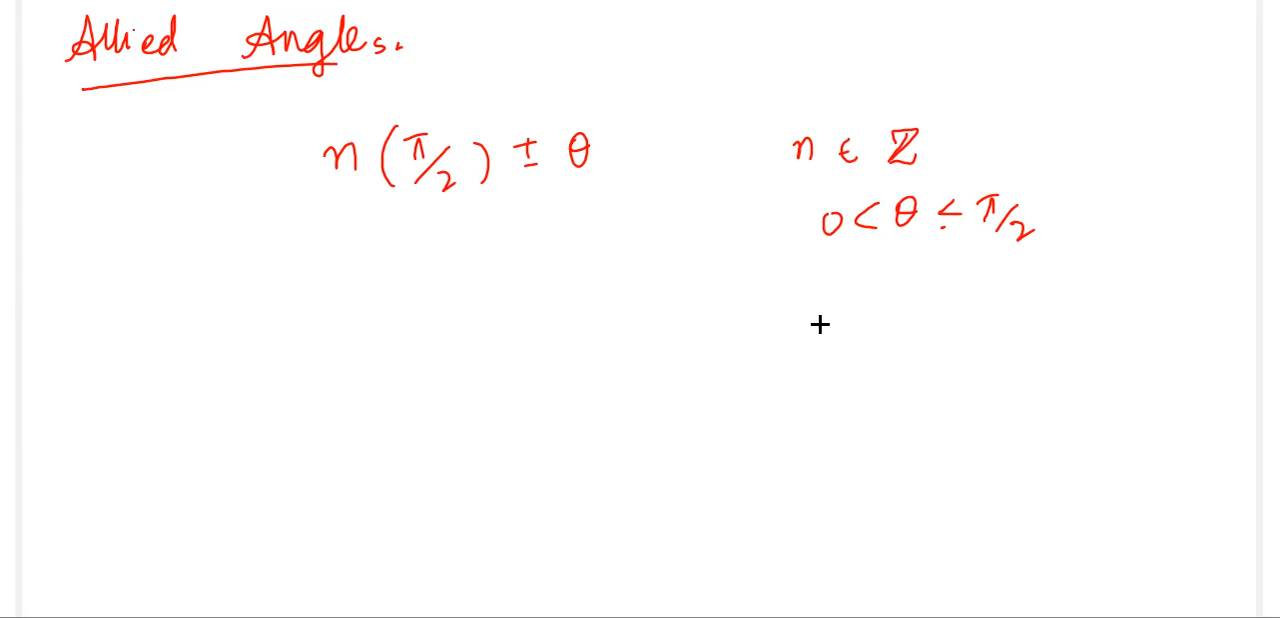 Allied Angles.
n (π/2) ± θ n ∈ ℤ
0 < θ ≤ π/2